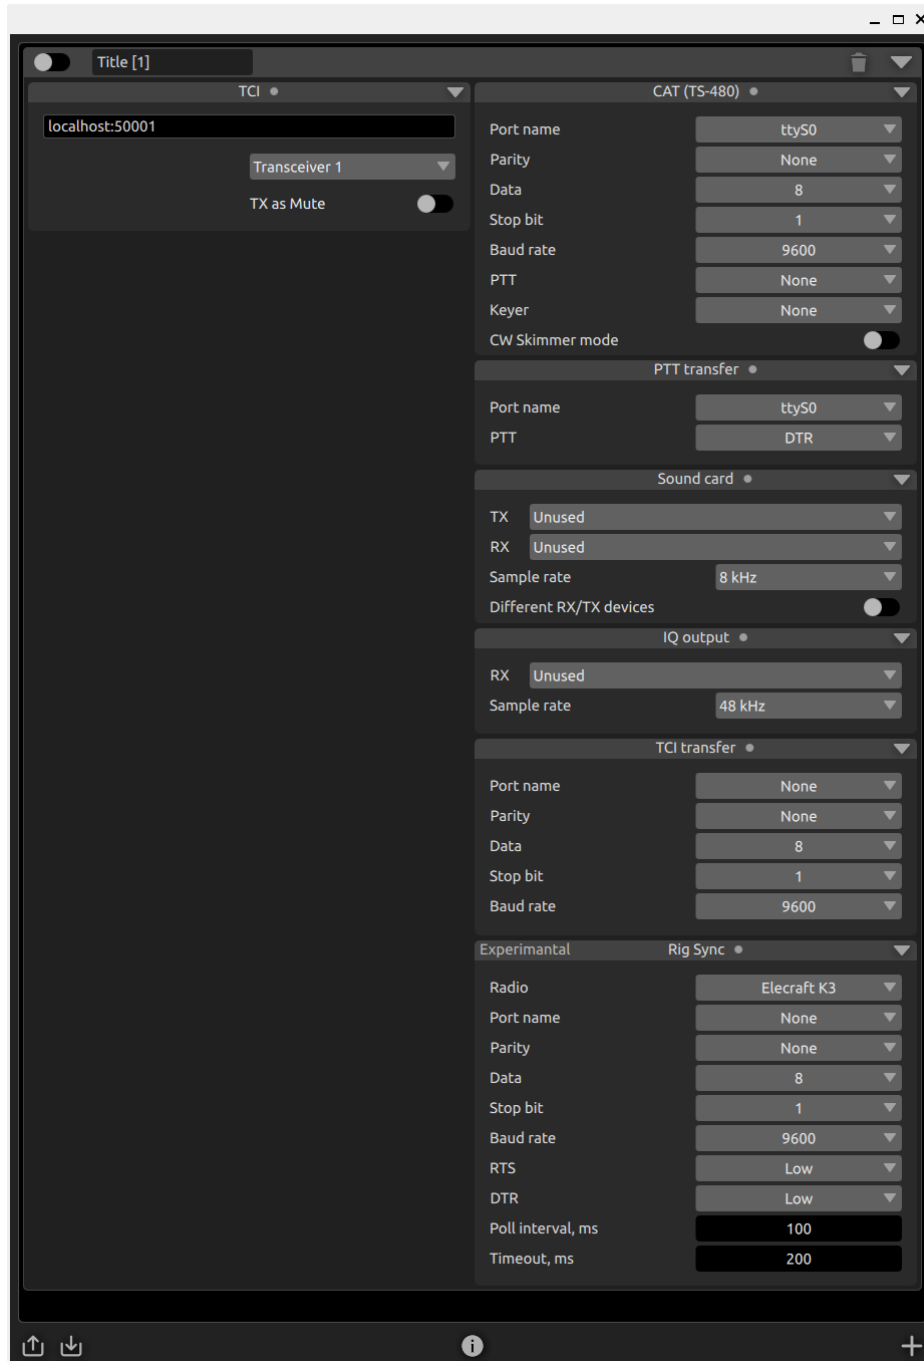 Title [1]
TCI
localhost:50001
Transceiver 1
TX as Mute
CAT (TS-480)
Port name ttyS0
Parity None
Data 8
Stop bit 1
Baud rate 9600
PTT None
Keyer None
CW Skimmer mode
PTT transfer
Port name ttyS0
PTT DTR
Sound card
TX Unused
RX Unused
Sample rate 8 kHz
Different RX/TX devices
IQ output
RX Unused
Sample rate 48 kHz
TCI transfer
Port name None
Parity None
Data 8
Stop bit 1
Baud rate 9600
Experimantal Rig Sync
Radio Elecraft K3
Port name None
Parity None
Data 8
Stop bit 1
Baud rate 9600
RTS Low
DTR Low
Poll interval, ms 100
Timeout, ms 200